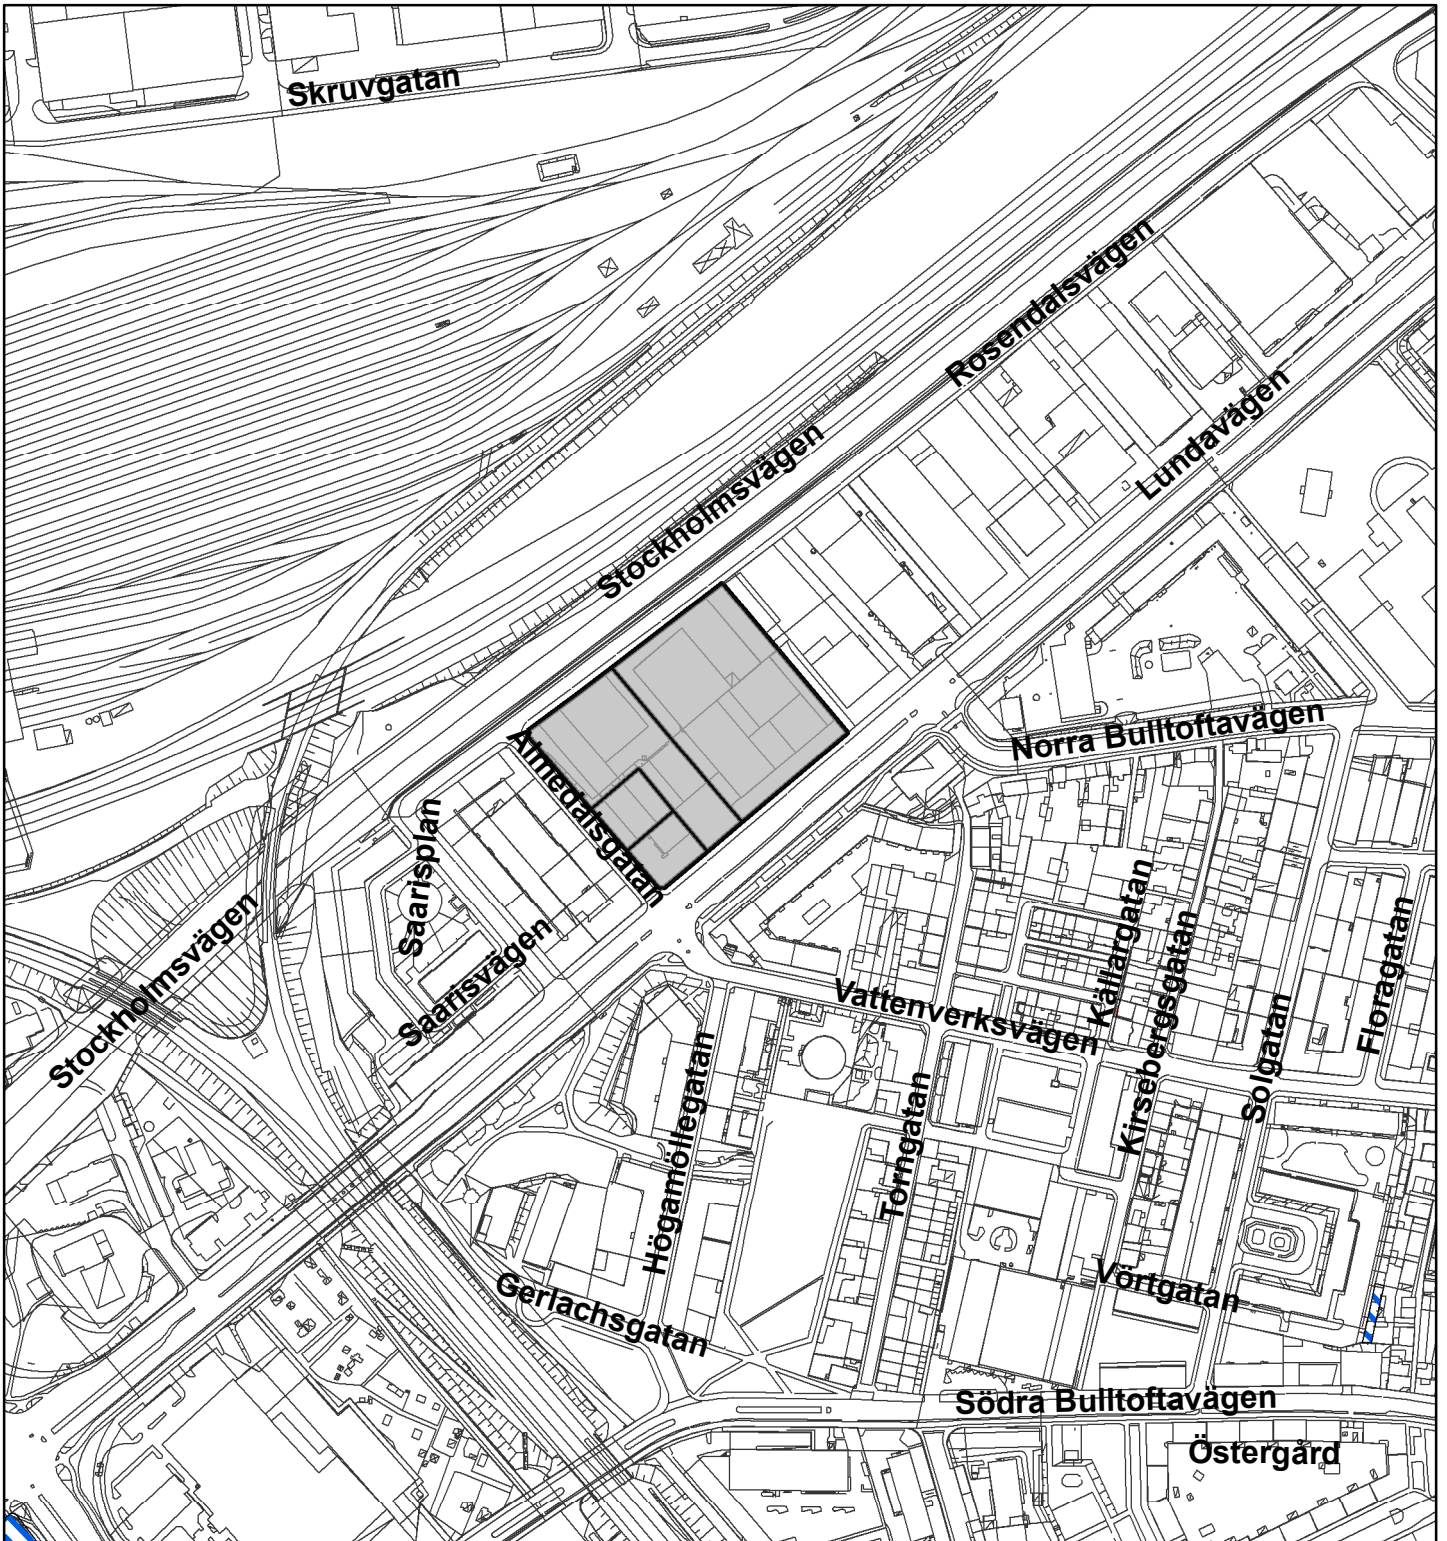 Skruvgatan
Rosendalsvägen
Lundavägen
Stockholmsvägen
Norra Bulltoftavägen
Almedalsgatan
Saarisplan
Saarisvägen
Stockholmsvägen
Vattenverksvägen
Källargatan
Kirsebergsgatan
Solgatan
Floragatan
Högamöllegatan
Torngatan
Gerlachsgatan
Vörtgatan
Södra Bulltoftavägen
Östergård